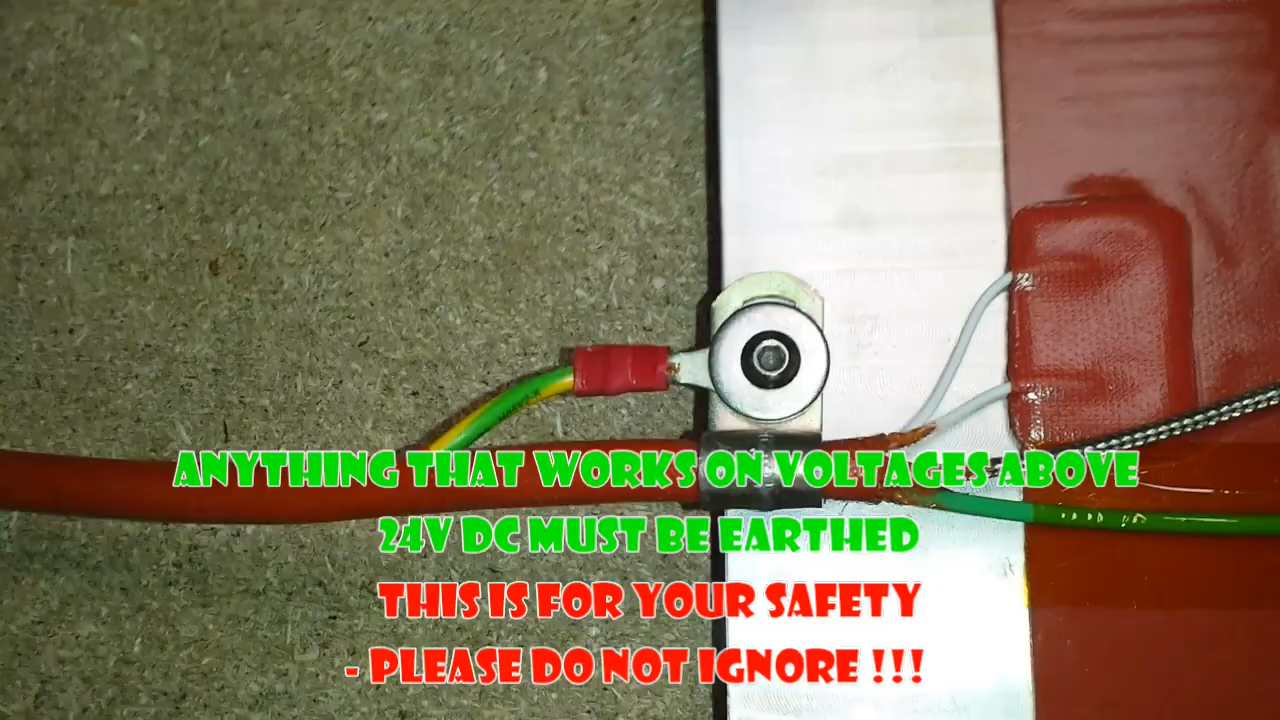 ANYTHING THAT WORKS ON VOLTAGES ABOVE
24V DC MUST BE EARTHED
THIS IS FOR YOUR SAFETY
- PLEASE DO NOT IGNORE !!!